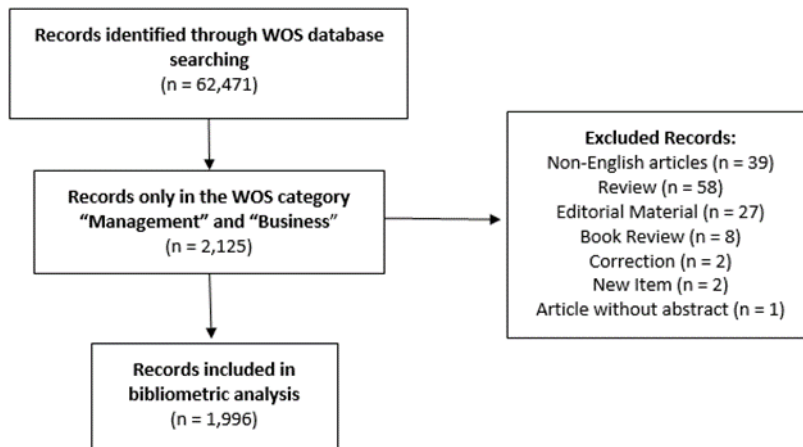 Records identified through WOS database
searching
(n = 62,471)
Records only in the WOS category
“Management” and “Business”
(n = 2,125)
Excluded Records:
Non-English articles (n = 39)
Review (n = 58)
Editorial Material (n = 27)
Book Review (n = 8)
Correction (n = 2)
New Item (n = 2)
Article without abstract (n = 1)
Records included in
bibliometric analysis
(n = 1,996)